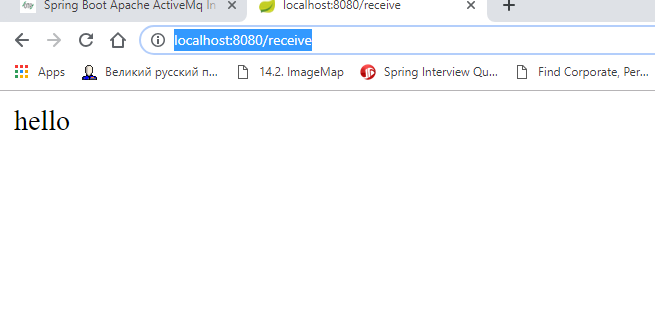 Spring Boot Apache ActiveMq In
localhost:8080/receive
localhost:8080/receive
Apps Великий русский п... 14.2. ImageMap Spring Interview Qu... Find Corporate, Per...
hello